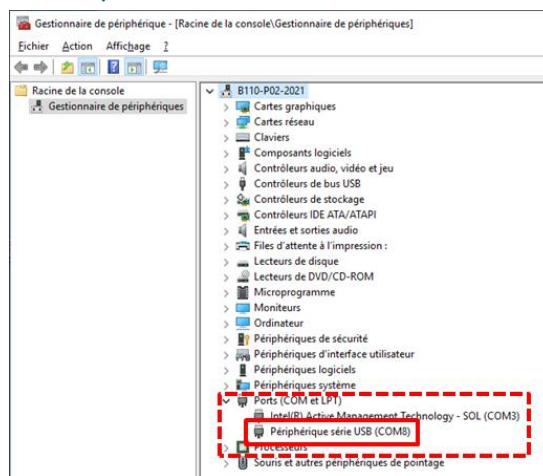 Gestionnaire de périphérique - [Racine de la console\Gestionnaire de périphériques]
Fichier Action Affichage ?
Racine de la console
Gestionnaire de périphériques
B110-P02-2021
Cartes graphiques
Cartes réseau
Claviers
Composants logiciels
Contrôleurs audio, vidéo et jeu
Contrôleurs de bus USB
Contrôleurs de stockage
Contrôleurs IDE ATA/ATAPI
Entrées et sorties audio
Files d'attente à l'impression :
Lecteurs de disque
Lecteurs de DVD/CD-ROM
Microprogramme
Moniteurs
Ordinateur
Périphériques de sécurité
Périphériques d'interface utilisateur
Périphériques logiciels
Périphériques système
Ports (COM et LPT)
Intel(R) Active Management Technology - SOL (COM3)
Périphérique série USB (COM8)
Processeurs
Souris et autres périphériques de pointage